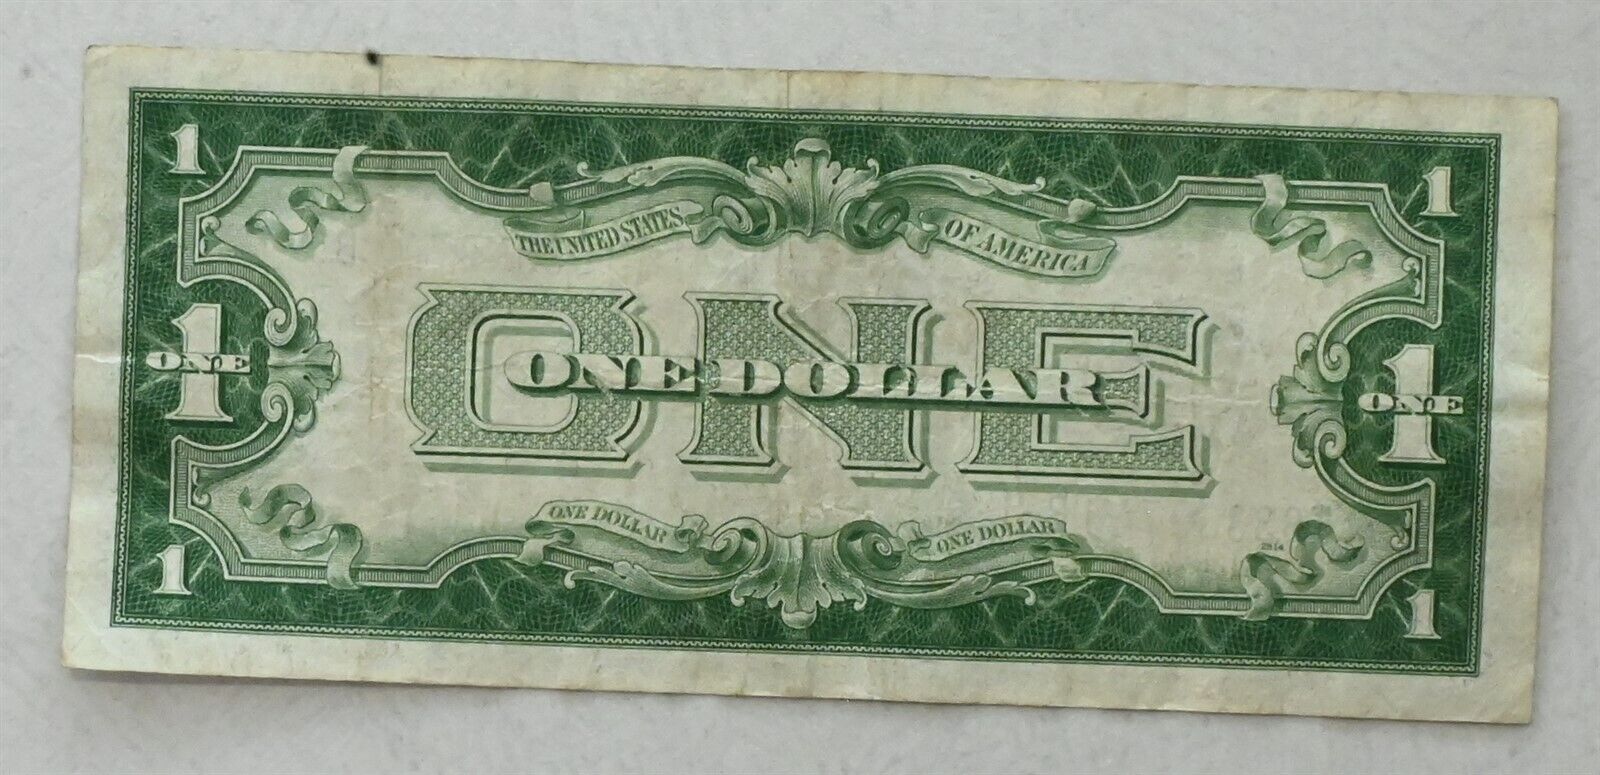 1 1
THE UNITED STATES OF AMERICA
ONE
1 ONE
ONE DOLLAR
1 ONE
ONE DOLLAR ONE DOLLAR
1 1